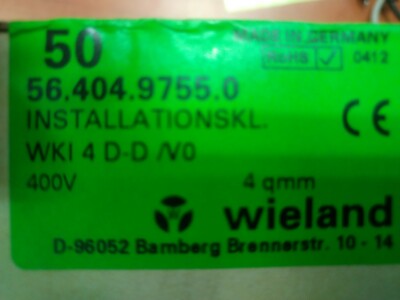 50
MADE IN GERMANY
RoHS 0412
56.404.9755.0
INSTALLATIONSKL.
CE
WKI 4 D-D /V0
400V 4 qmm
wieland
D-96052 Bamberg Brennerstr. 10 - 14